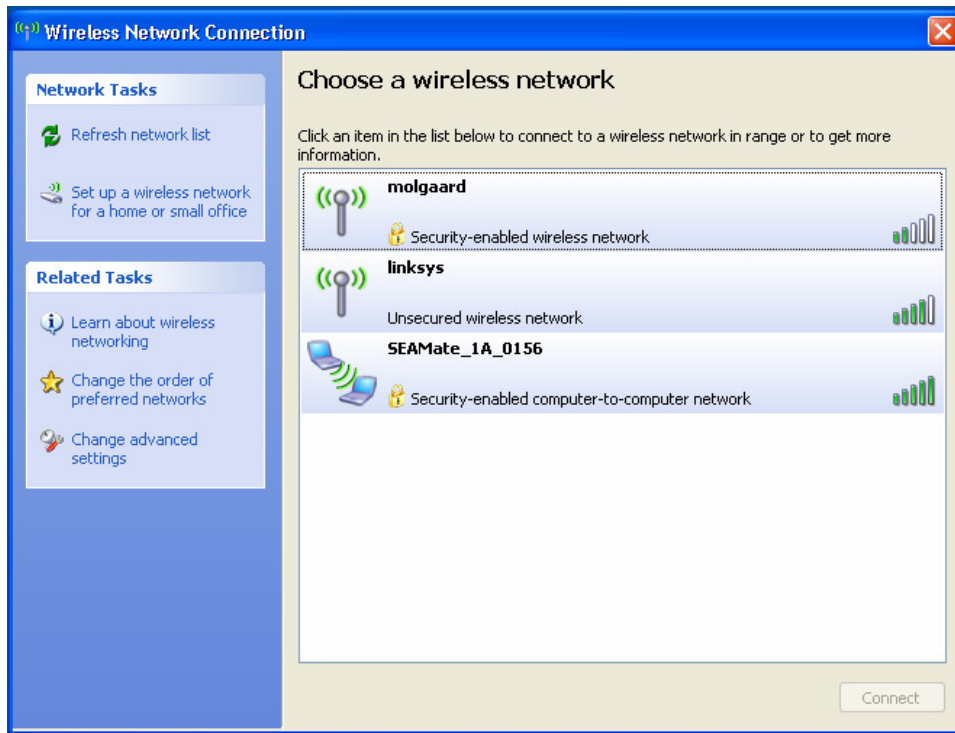 Wireless Network Connection
Network Tasks
Refresh network list
Set up a wireless network
for a home or small office
Related Tasks
Learn about wireless
networking
Change the order of
preferred networks
Change advanced
settings
Choose a wireless network
Click an item in the list below to connect to a wireless network in range or to get more
information.
molgaard
Security-enabled wireless network
linksys
Unsecured wireless network
SEAMate_1A_0156
Security-enabled computer-to-computer network
Connect